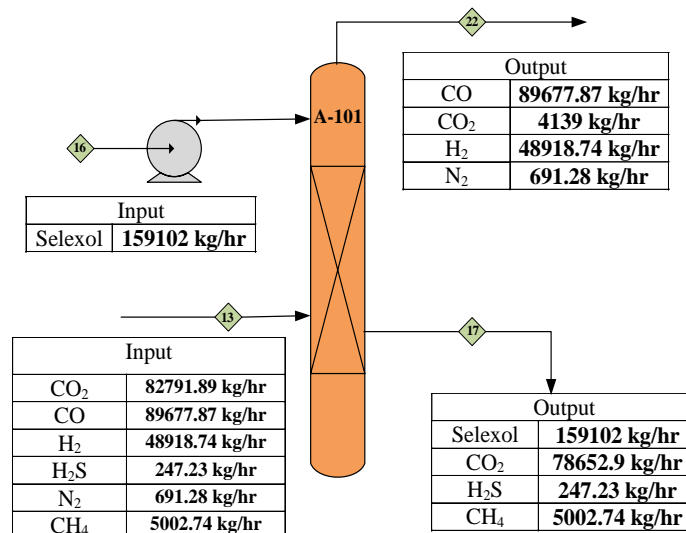 22
Output
CO 89677.87 kg/hr
CO₂ 4139 kg/hr
H₂ 48918.74 kg/hr
N₂ 691.28 kg/hr
A-101
16
Input
Selexol 159102 kg/hr
13
Input
CO₂ 82791.89 kg/hr
CO 89677.87 kg/hr
H₂ 48918.74 kg/hr
H₂S 247.23 kg/hr
N₂ 691.28 kg/hr
CH₄ 5002.74 kg/hr
17
Output
Selexol 159102 kg/hr
CO₂ 78652.9 kg/hr
H₂S 247.23 kg/hr
CH₄ 5002.74 kg/hr